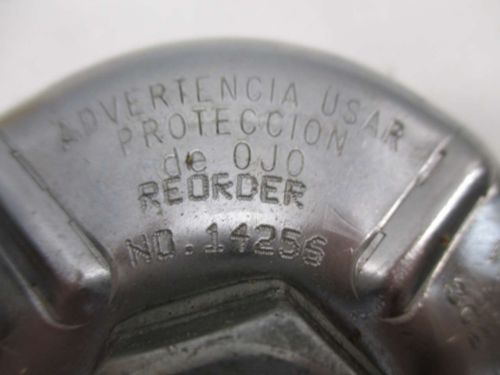 ADVERTENCIA USAR
PROTECCION
de OJO
REORDER
NO. 14256